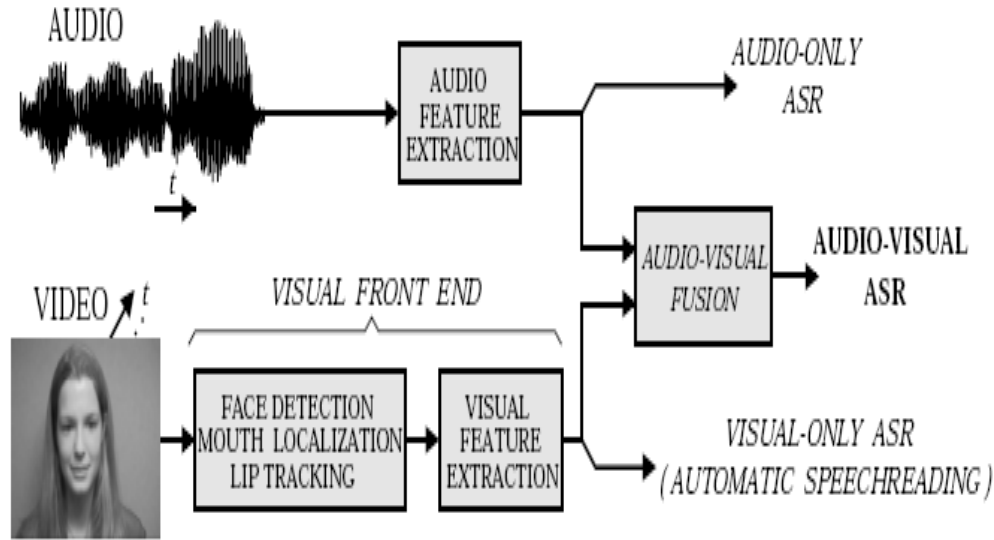 AUDIO
AUDIO
FEATURE
EXTRACTION
AUDIO-ONLY
ASR
t
AUDIO-VISUAL
FUSION
AUDIO-VISUAL
ASR
VISUAL FRONT END
VIDEO
t
FACE DETECTION
MOUTH LOCALIZATION
LIP TRACKING
VISUAL
FEATURE
EXTRACTION
VISUAL-ONLY ASR
(AUTOMATIC SPEECHREADING)